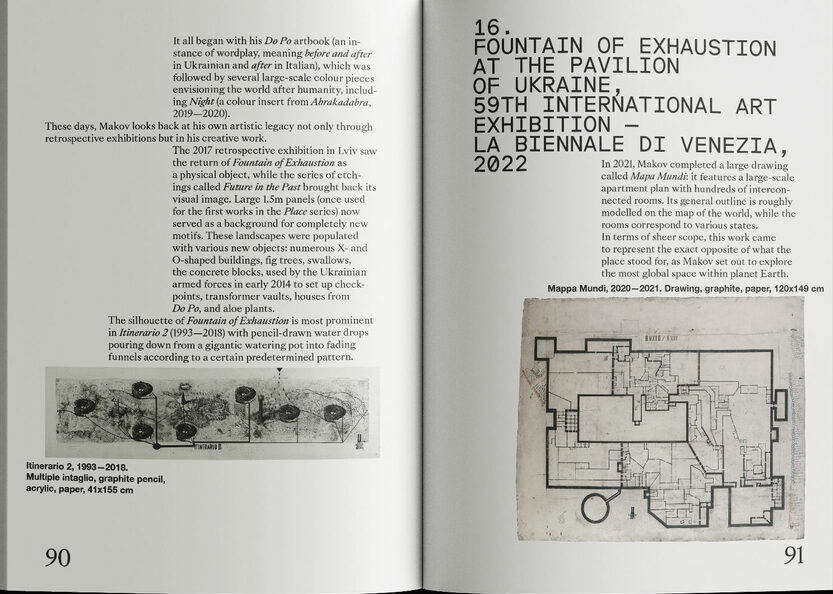 It all began with his Do Po artbook (an in-
stance of wordplay, meaning before and after
in Ukrainian and after in Italian), which was
followed by several large-scale colour pieces
envisioning the world after humanity, includ-
ing Night (a colour insert from Abrakadabra,
2019—2020).
These days, Makov looks back at his own artistic legacy not only through
retrospective exhibitions but in his creative work.
The 2017 retrospective exhibition in Lviv saw
the return of Fountain of Exhaustion as
a physical object, while the series of etch-
ings called Future in the Past brought back its
visual image. Large 1.5m panels (once used
for the first works in the Place series) now
served as a background for completely new
motifs. These landscapes were populated
with various new objects: numerous X- and
O-shaped buildings, fig trees, swallows,
the concrete blocks, used by the Ukrainian
armed forces in early 2014 to set up check-
points, transformer vaults, houses from
Do Po, and aloe plants.
The silhouette of Fountain of Exhaustion is most prominent
in Itinerario 2 (1993—2018) with pencil-drawn water drops
pouring down from a gigantic watering pot into fading
funnels according to a certain predetermined pattern.
ITINERARIO II
Itinerario 2, 1993—2018.
Multiple intaglio, graphite pencil,
acrylic, paper, 41x155 cm
90
16.
FOUNTAIN OF EXHAUSTION
AT THE PAVILION
OF UKRAINE,
59TH INTERNATIONAL ART
EXHIBITION —
LA BIENNALE DI VENEZIA,
2022
In 2021, Makov completed a large drawing
called Mapa Mundi: it features a large-scale
apartment plan with hundreds of intercon-
nected rooms. Its general outline is roughly
modelled on the map of the world, while the
rooms correspond to various states.
In terms of sheer scope, this work came
to represent the exact opposite of what the
place stood for, as Makov set out to explore
the most global space within planet Earth.
Mappa Mundi, 2020—2021. Drawing, graphite, paper, 120x149 cm
91